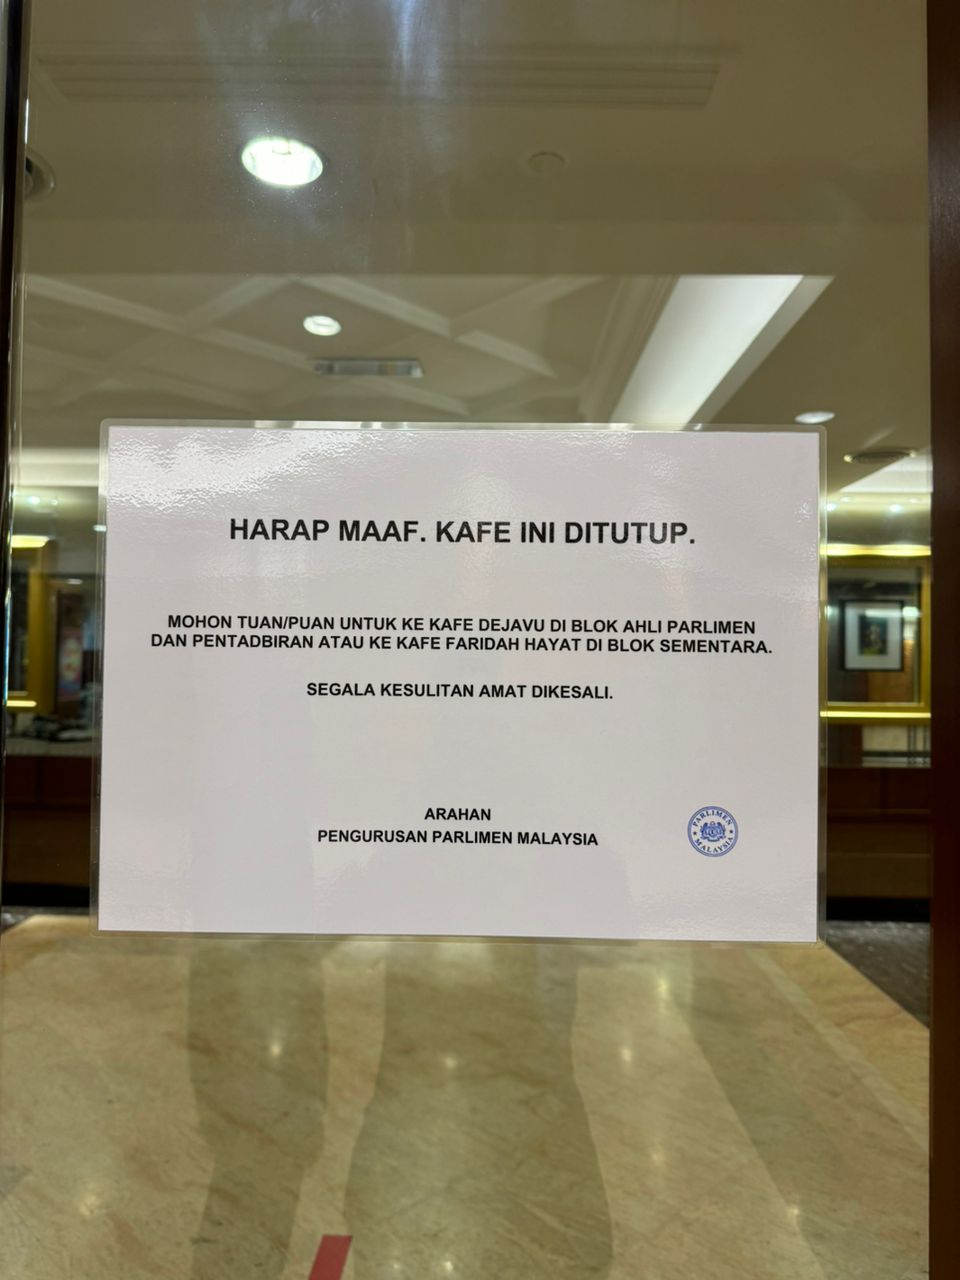 HARAP MAAF. KAFE INI DITUTUP.
MOHON TUAN/PUAN UNTUK KE KAFE DEJAVU DI BLOK AHLI PARLIMEN
DAN PENTADBIRAN ATAU KE KAFE FARIDAH HAYAT DI BLOK SEMENTARA.
SEGALA KESULITAN AMAT DIKESALI.
ARAHAN
PENGURUSAN PARLIMEN MALAYSIA
PARLIMEN
MALAYSIA